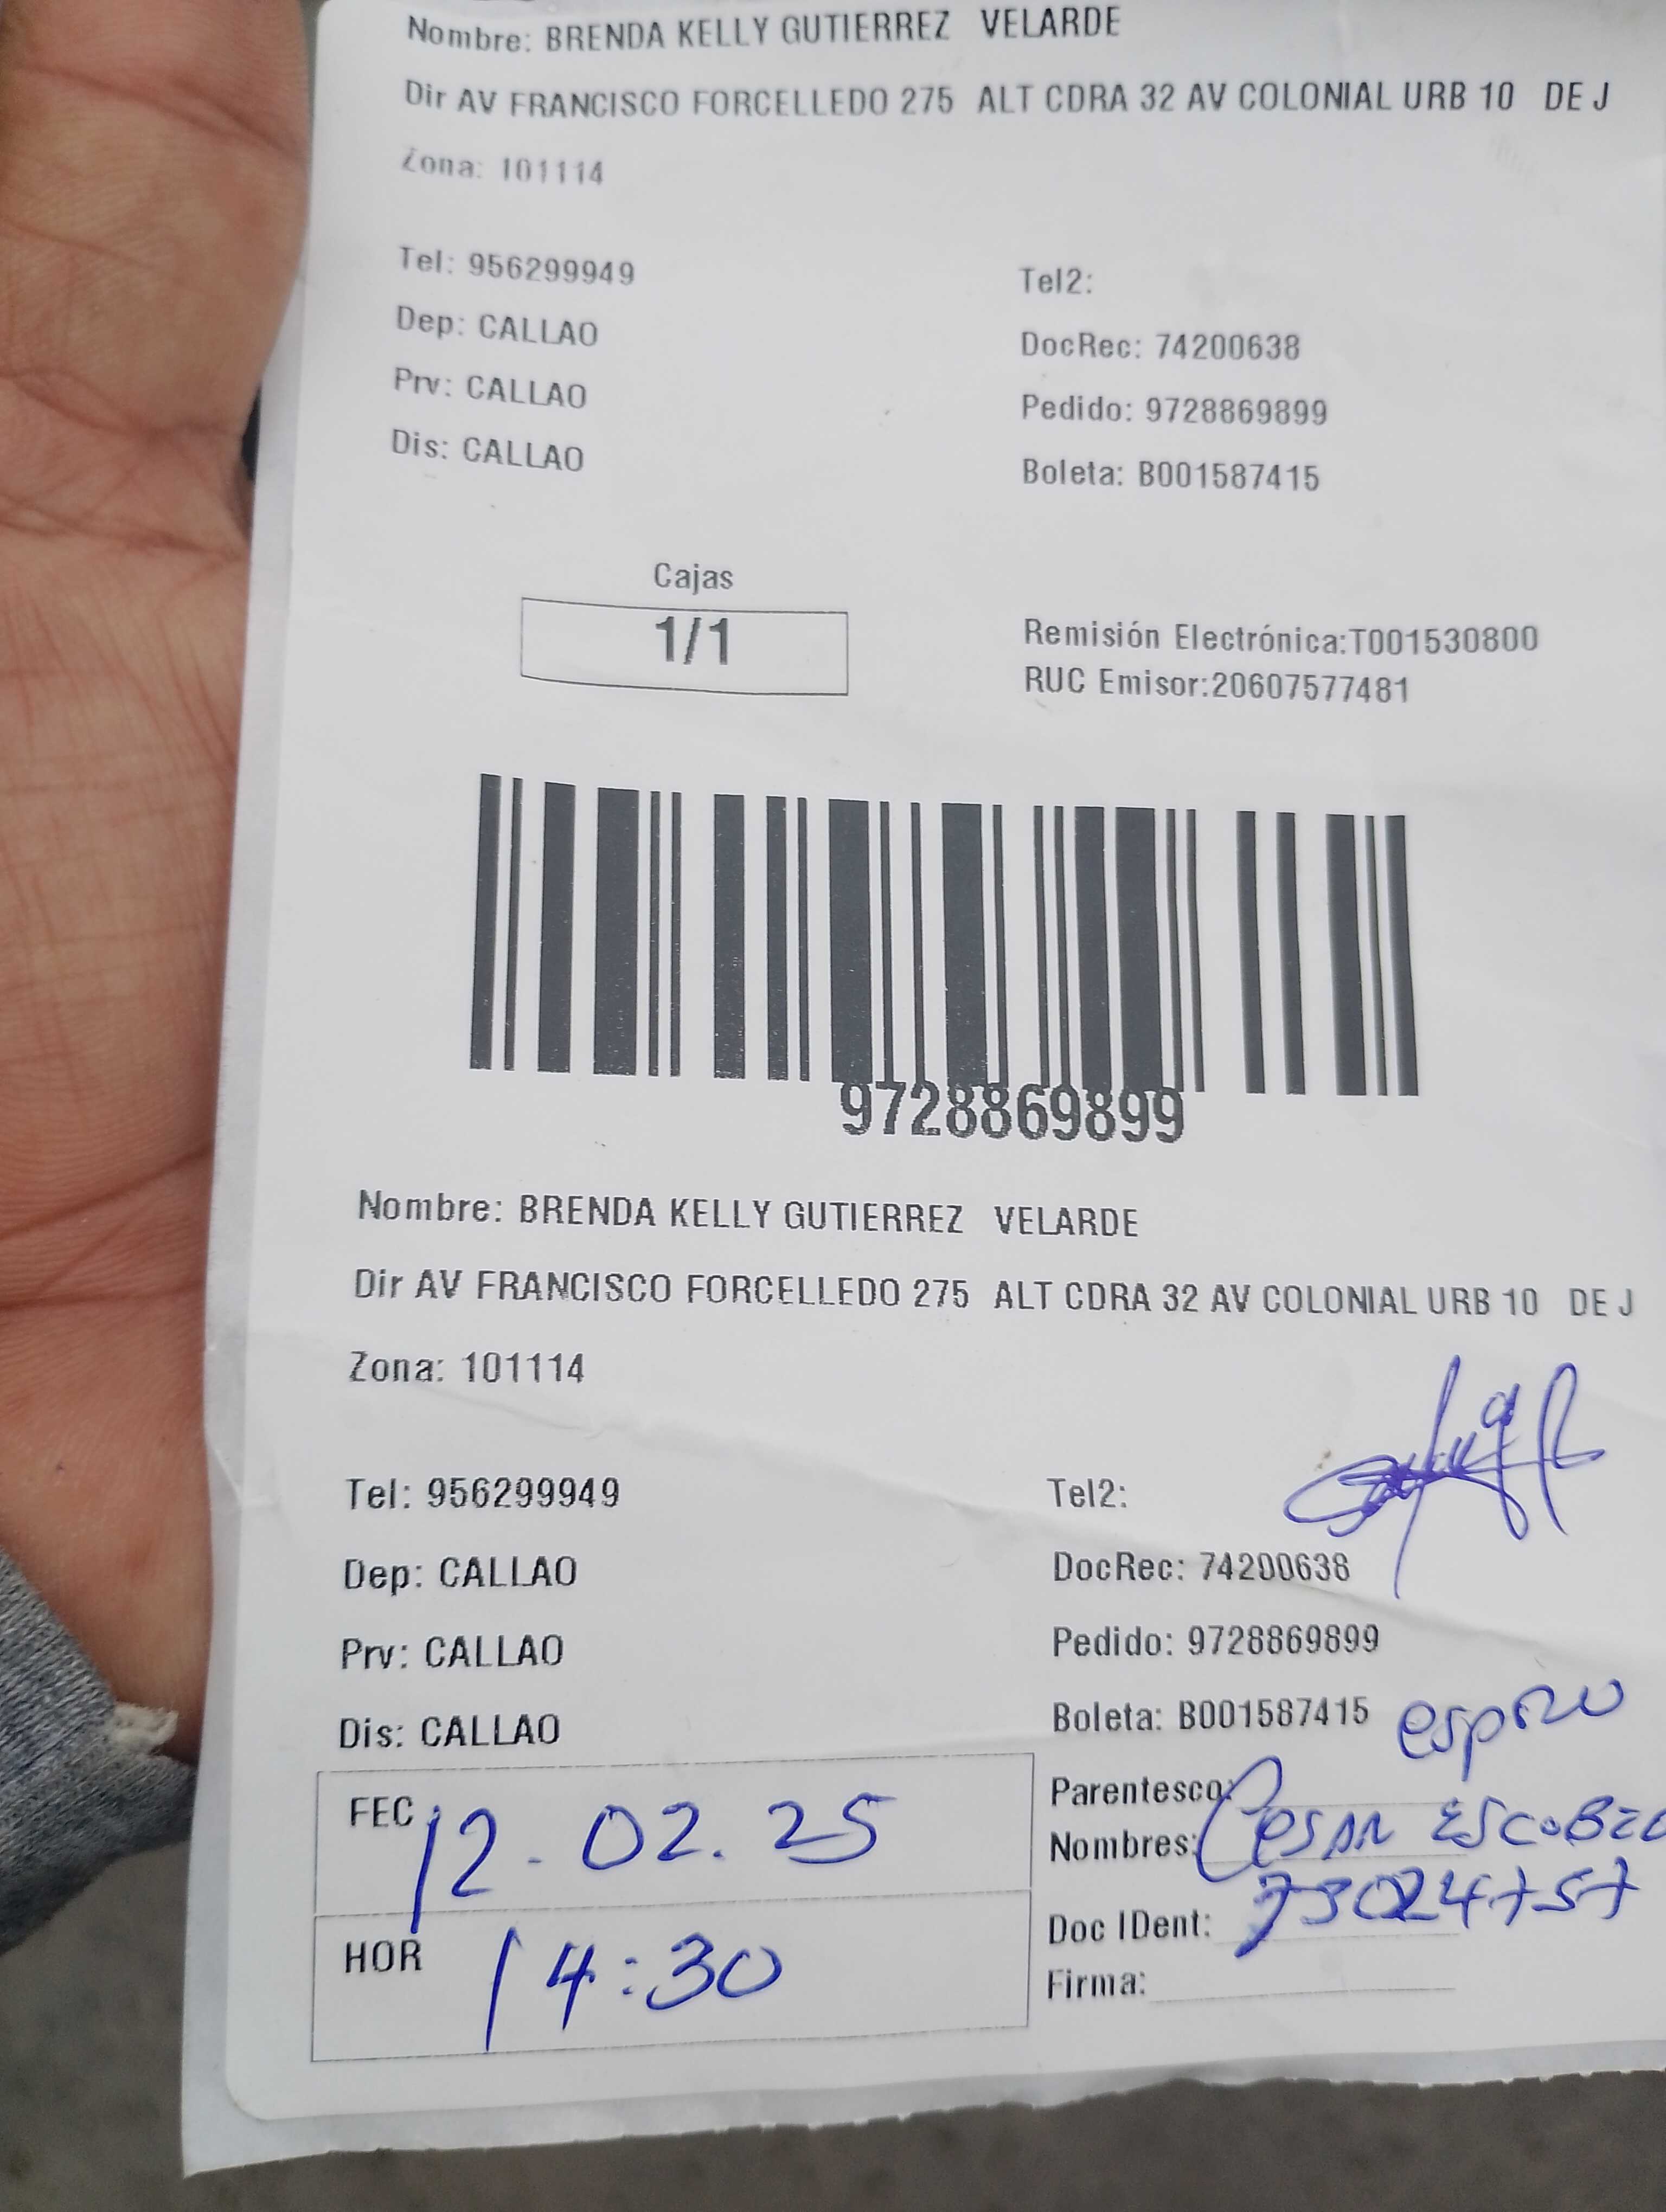 Nombre: BRENDA KELLY GUTIERREZ VELARDE
Dir AV FRANCISCO FORCELLEDO 275 ALT CDRA 32 AV COLONIAL URB 10 DE J
Zona: 101114
Tel: 956299949
Tel2:
Dep: CALLAO
DocRec: 74200638
Prv: CALLAO
Pedido: 9728869899
Dis: CALLAO
Boleta: B001587415
Cajas
1/1
Remisión Electrónica:T001530800
RUC Emisor:20607577481
9728869899
Nombre: BRENDA KELLY GUTIERREZ VELARDE
Dir AV FRANCISCO FORCELLEDO 275 ALT CDRA 32 AV COLONIAL URB 10 DE J
Zona: 101114
Tel: 956299949
Tel2:
Dep: CALLAO
DocRec: 74200638
Prv: CALLAO
Pedido: 9728869899
Dis: CALLAO
Boleta: B001587415
FEC 12.02.25
Parentesco:
Nombres: Cesar
Doc IDent: 73024757
HOR 14:30
Firma: